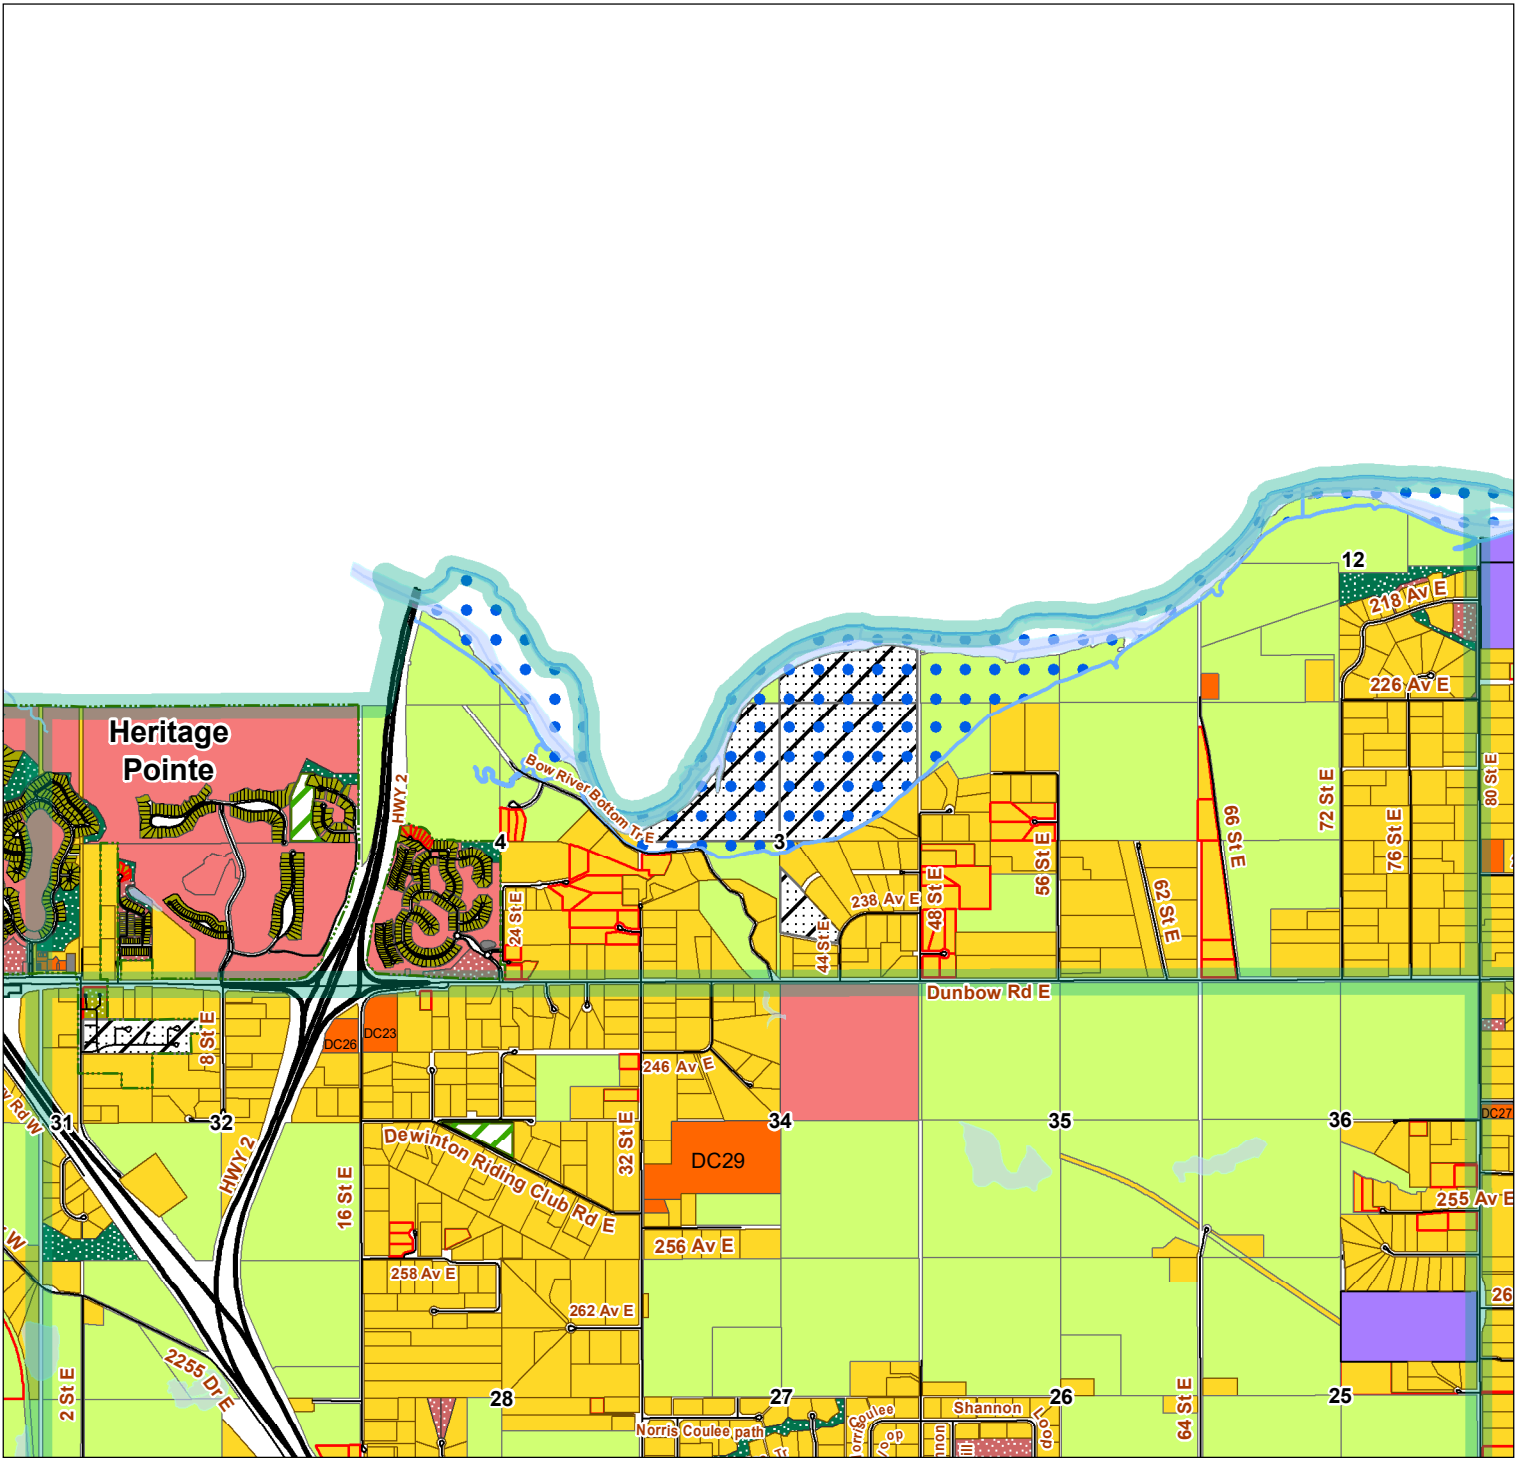 12
218 Av E
226 Av E
Heritage
Pointe
HWY 2
Bow River Bottom Tr E
80 St E
72 St E
76 St E
66 St E
4
3
56 St E
62 St E
48 St E
238 Av E
24 St E
44 St E
Dunbow Rd E
8 St E
DC26
DC23
246 Av E
31
32
34
35
36
DC27
HWY 2
Dewinton Riding Club Rd E
32 St E
DC29
16 St E
255 Av E
256 Av E
258 Av E
262 Av E
26
2 St E
2255 Dr E
28
27
26
25
64 St E
Norris Coulee path
Coulee
Shannon